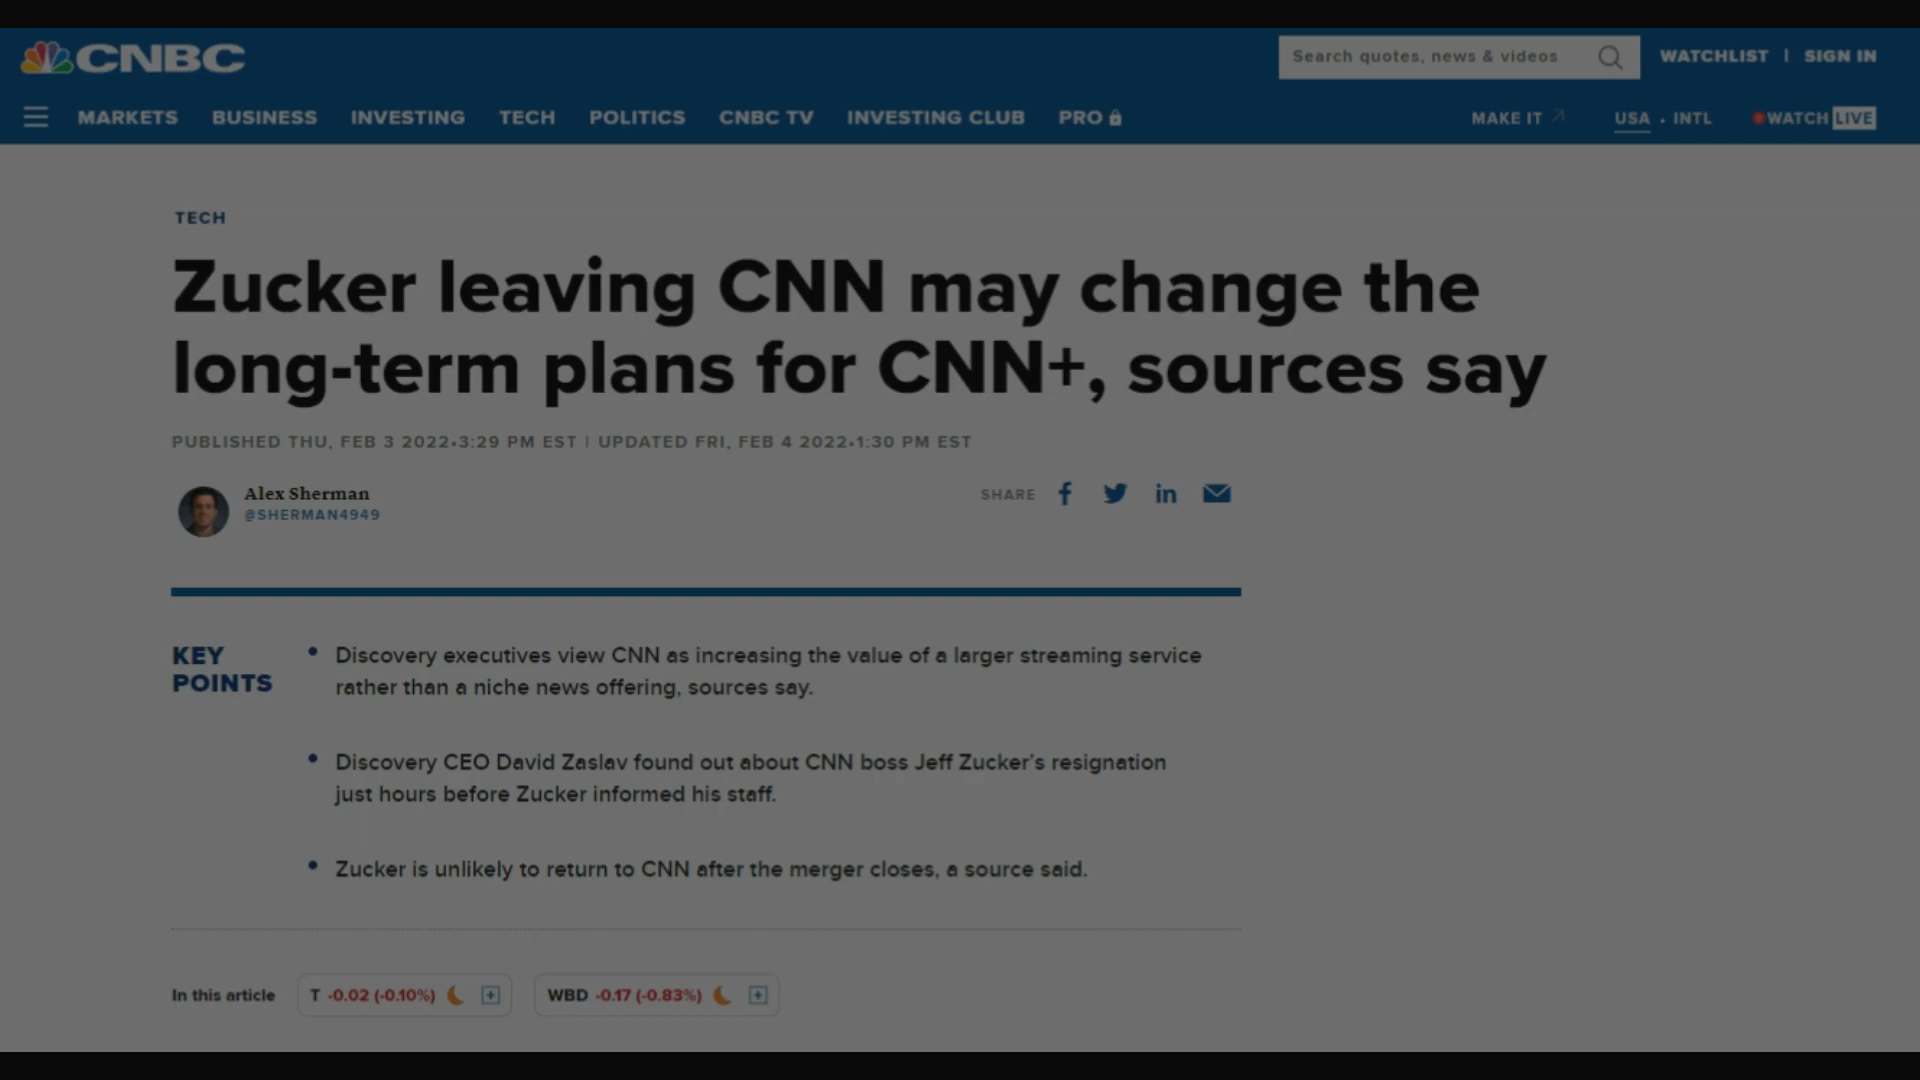 CNBC
Search quotes, news & videos
WATCHLIST | SIGN IN
MARKETS BUSINESS INVESTING TECH POLITICS CNBC TV INVESTING CLUB PRO
MAKE IT USA • INTL WATCH LIVE
TECH
Zucker leaving CNN may change the
long-term plans for CNN+, sources say
PUBLISHED THU, FEB 3 2022•3:29 PM EST | UPDATED FRI, FEB 4 2022•1:30 PM EST
Alex Sherman
@SHERMAN4949
SHARE
KEY
POINTS
• Discovery executives view CNN as increasing the value of a larger streaming service
rather than a niche news offering, sources say.
• Discovery CEO David Zaslav found out about CNN boss Jeff Zucker's resignation
just hours before Zucker informed his staff.
• Zucker is unlikely to return to CNN after the merger closes, a source said.
In this article T -0.02 (-0.10%) WBD -0.17 (-0.83%)